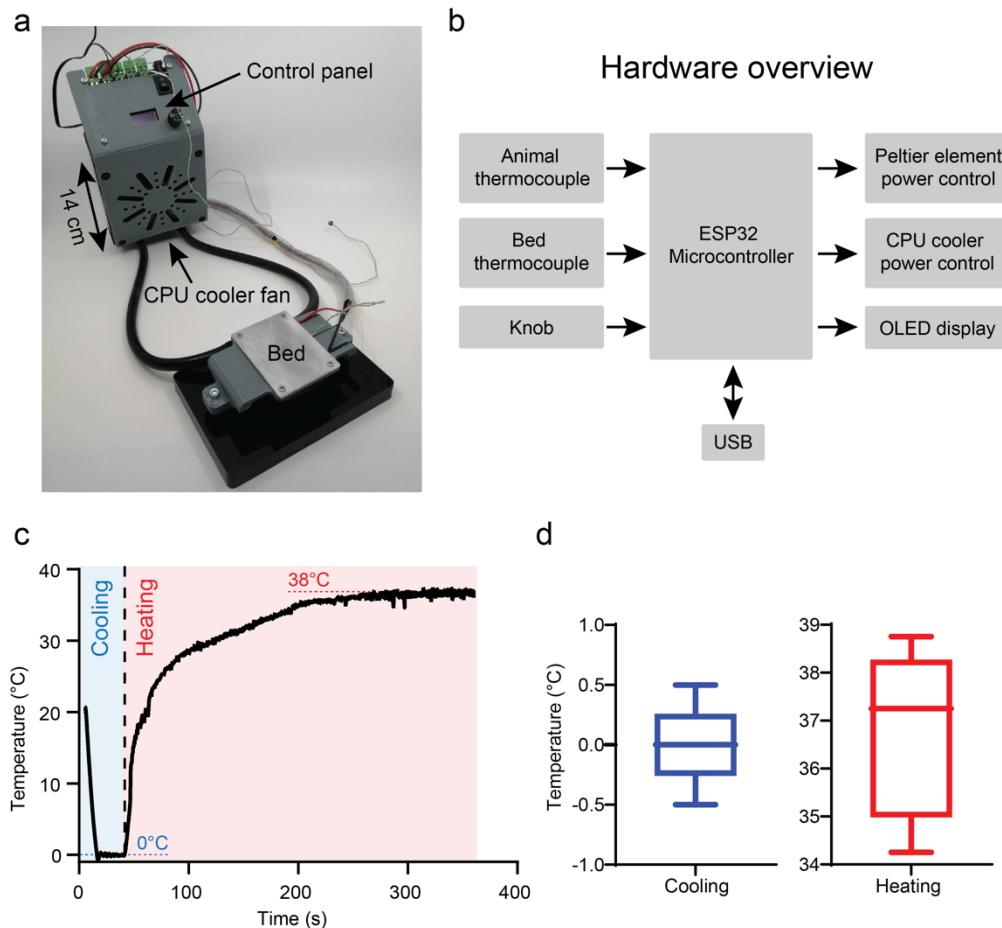 a
Control panel
14 cm
CPU cooler fan
Bed
b
Hardware overview
Animal
thermocouple
Bed
thermocouple
Knob
ESP32
Microcontroller
Peltier element
power control
CPU cooler
power control
OLED display
USB
c
Temperature (°C)
40
30
20
10
0
Cooling
Heating
38°C
0°C
0
100
200
300
400
Time (s)
d
Temperature (°C)
1.0
0.5
0.0
-0.5
-1.0
Cooling
39
38
37
36
35
34
Heating